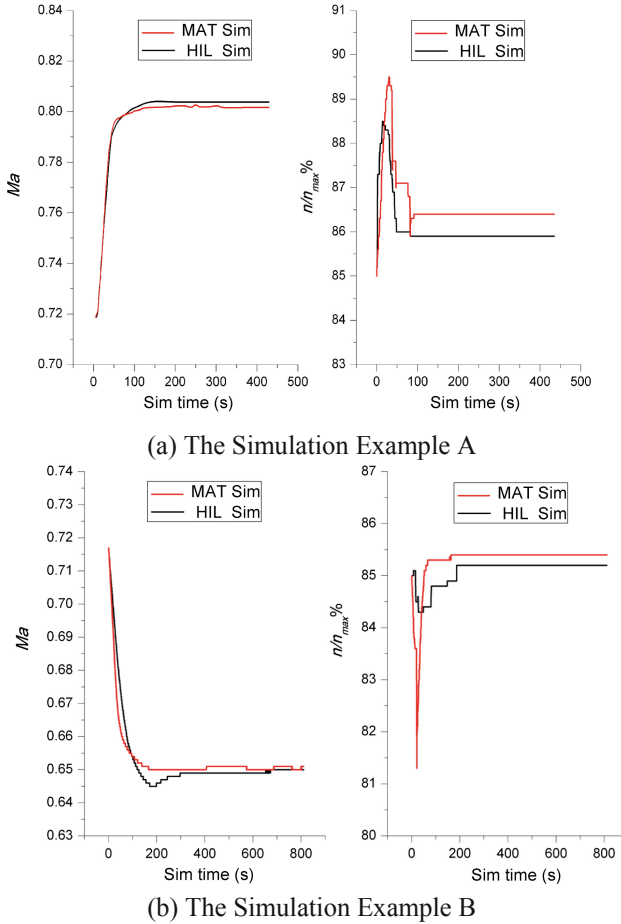 0.84
0.82
0.80
0.78
0.76
0.74
0.72
0.70
Ma
MAT Sim
HIL Sim
0 100 200 300 400 500
Sim time (s)
91
90
89
88
87
86
85
84
83
n/n_max%
MAT Sim
HIL Sim
0 100 200 300 400 500
Sim time (s)
(a) The Simulation Example A
0.74
0.73
0.72
0.71
0.70
0.69
0.68
0.67
0.66
0.65
0.64
0.63
Ma
MAT Sim
HIL Sim
0 200 400 600 800
Sim time (s)
87
86
85
84
83
82
81
80
n/n_max%
MAT Sim
HIL Sim
0 200 400 600 800
Sim time (s)
(b) The Simulation Example B